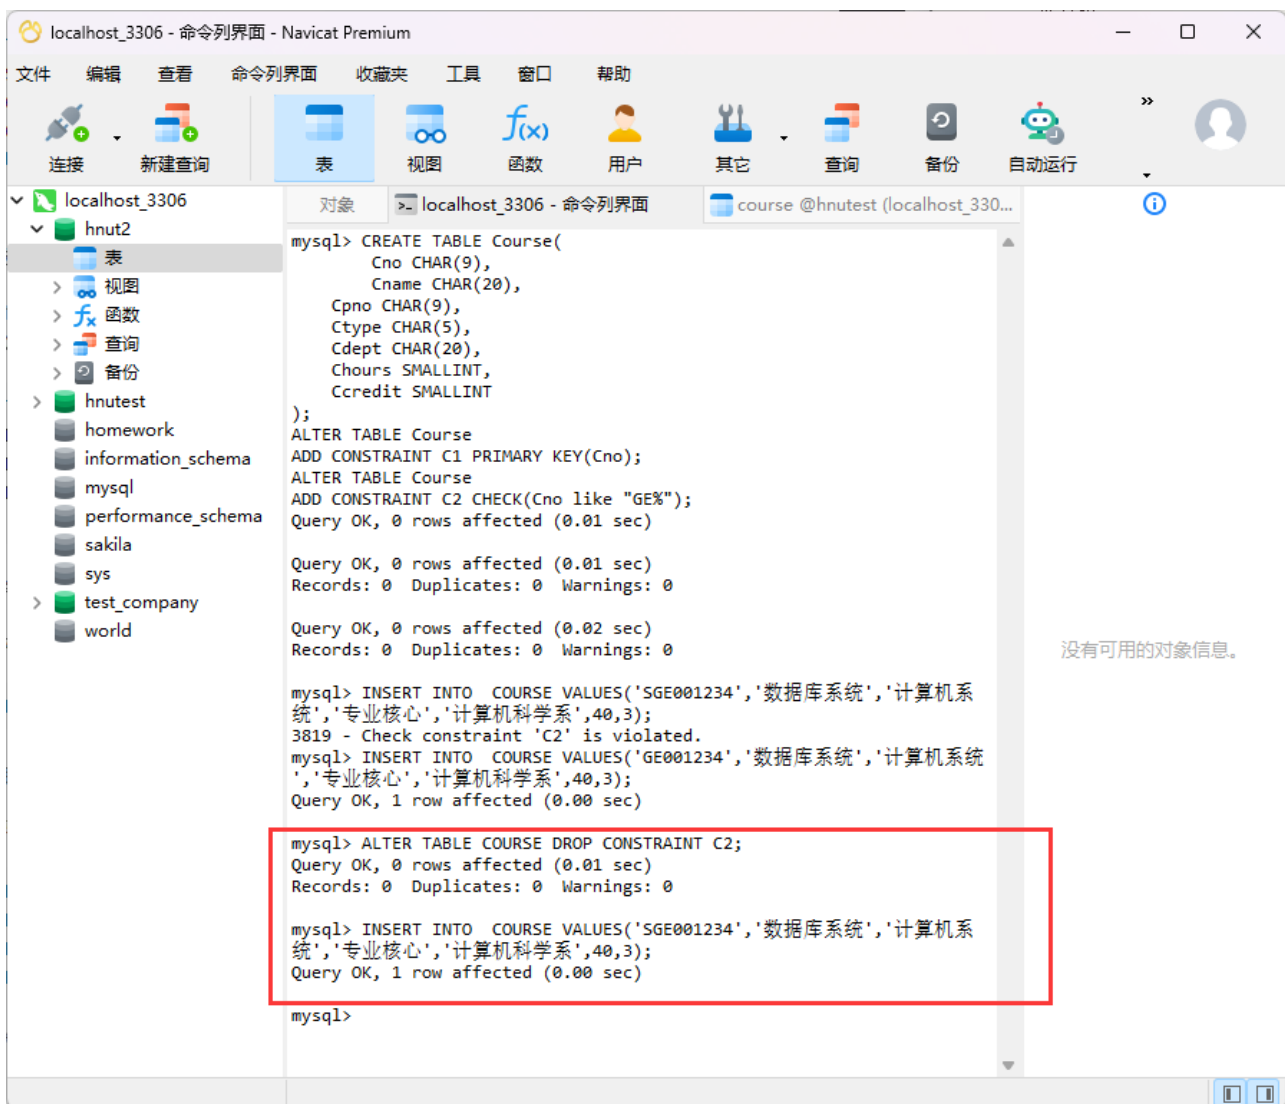 localhost_3306 - 命令列界面 - Navicat Premium
文件 编辑 查看 命令列界面 收藏夹 工具 窗口 帮助
连接 新建查询 表 视图 函数 用户 其它 查询 备份 自动运行
localhost_3306
hnut2
表
视图
函数
查询
备份
hnutest
homework
information_schema
mysql
performance_schema
sakila
sys
test_company
world
对象 localhost_3306 - 命令列界面 course @hnutest (localhost_330...
mysql> CREATE TABLE Course(
Cno CHAR(9),
Cname CHAR(20),
Cpno CHAR(9),
Ctype CHAR(5),
Cdept CHAR(20),
Chours SMALLINT,
Ccredit SMALLINT
);
ALTER TABLE Course
ADD CONSTRAINT C1 PRIMARY KEY(Cno);
ALTER TABLE Course
ADD CONSTRAINT C2 CHECK(Cno like "GE%");
Query OK, 0 rows affected (0.01 sec)
Query OK, 0 rows affected (0.01 sec)
Records: 0  Duplicates: 0  Warnings: 0
Query OK, 0 rows affected (0.02 sec)
Records: 0  Duplicates: 0  Warnings: 0
mysql> INSERT INTO  COURSE VALUES('SGE001234','数据库系统','计算机系
统','专业核心','计算机科学系',40,3);
3819 - Check constraint 'C2' is violated.
mysql> INSERT INTO  COURSE VALUES('GE001234','数据库系统','计算机系统
','专业核心','计算机科学系',40,3);
Query OK, 1 row affected (0.00 sec)
mysql> ALTER TABLE COURSE DROP CONSTRAINT C2;
Query OK, 0 rows affected (0.01 sec)
Records: 0  Duplicates: 0  Warnings: 0
mysql> INSERT INTO  COURSE VALUES('SGE001234','数据库系统','计算机系
统','专业核心','计算机科学系',40,3);
Query OK, 1 row affected (0.00 sec)
mysql>
没有可用的对象信息。